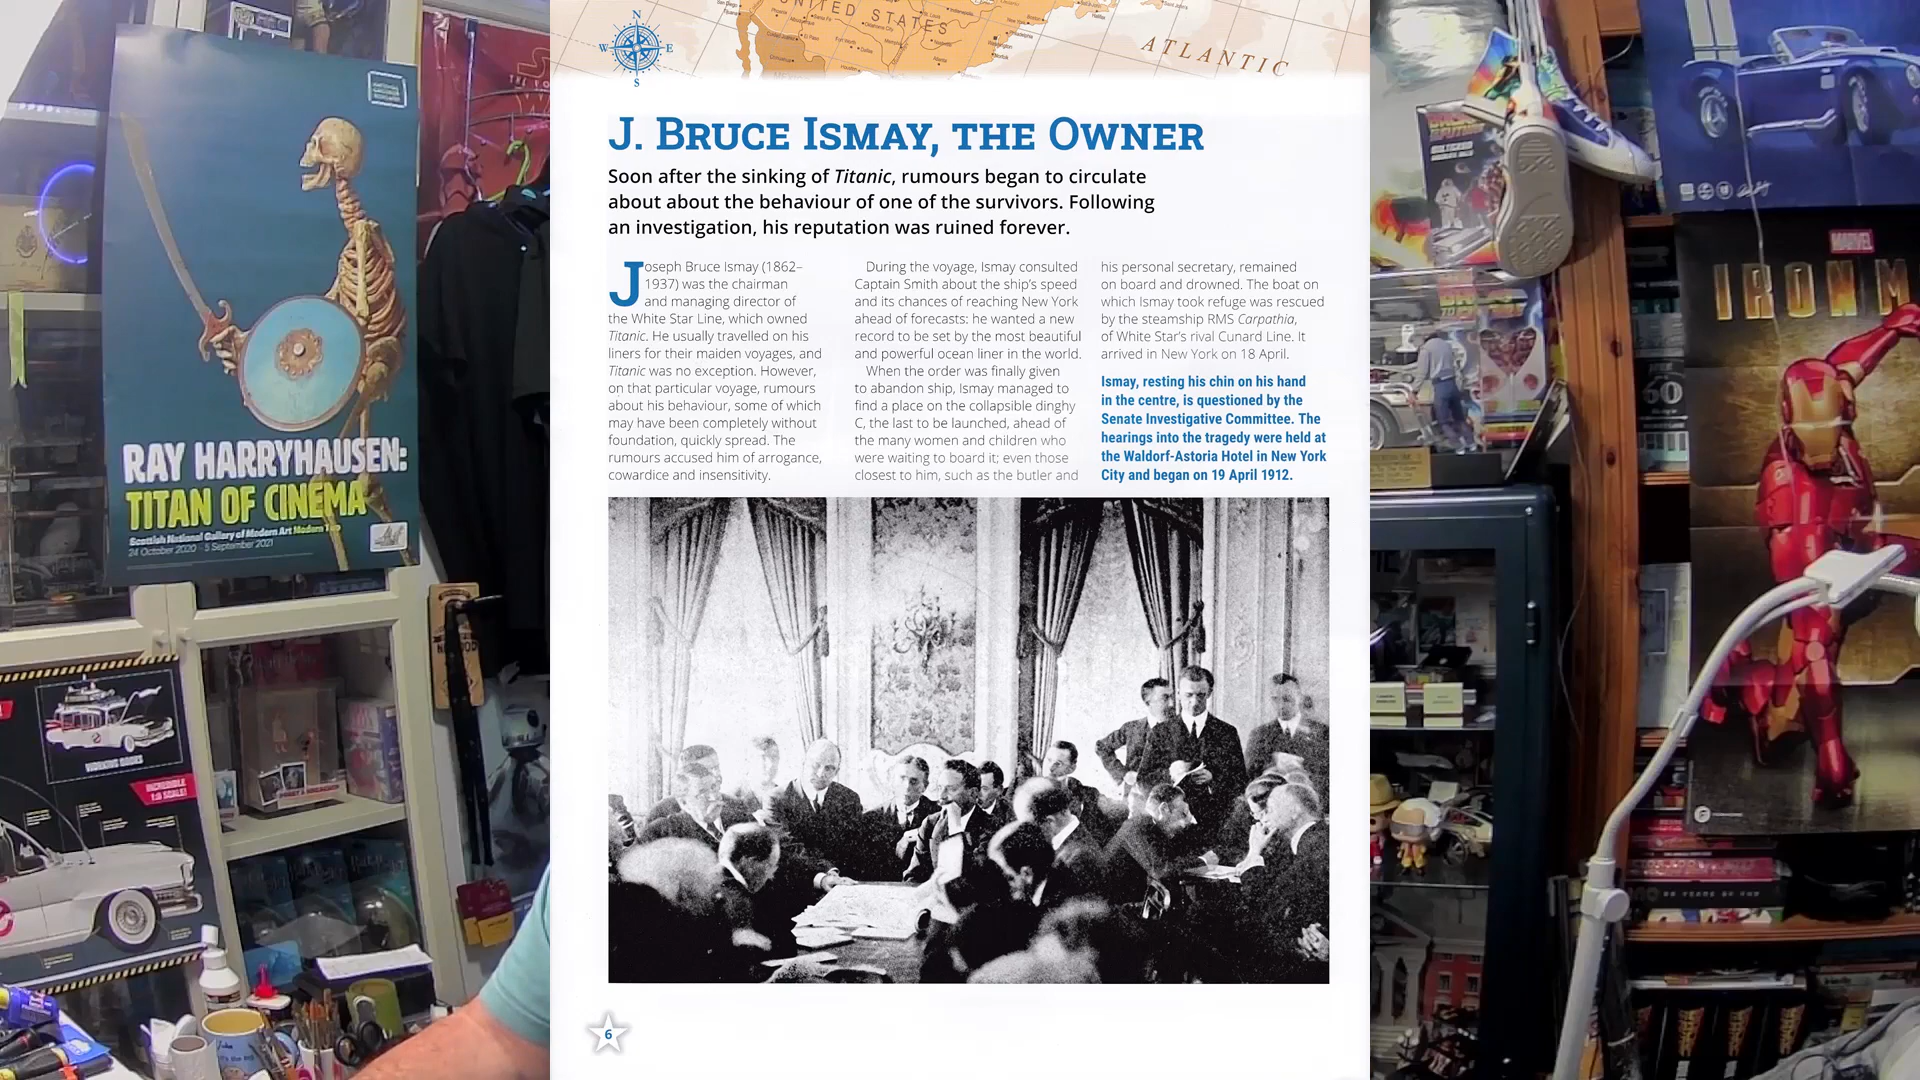 RAY HARRYHAUSEN:
TITAN OF CINEMA
Scottish National Gallery of Modern Art Modern Two
24 October 2020 - 5 September 2021
INCREDIBLE
1:8 SCALE!
UNITED STATES
ATLANTIC
N
W E
S
J. BRUCE ISMAY, THE OWNER
Soon after the sinking of Titanic, rumours began to circulate
about about the behaviour of one of the survivors. Following
an investigation, his reputation was ruined forever.
Joseph Bruce Ismay (1862–
1937) was the chairman
and managing director of
the White Star Line, which owned
Titanic. He usually travelled on his
liners for their maiden voyages, and
Titanic was no exception. However,
on that particular voyage, rumours
about his behaviour, some of which
may have been completely without
foundation, quickly spread. The
rumours accused him of arrogance,
cowardice and insensitivity.
During the voyage, Ismay consulted
Captain Smith about the ship's speed
and its chances of reaching New York
ahead of forecasts: he wanted a new
record to be set by the most beautiful
and powerful ocean liner in the world.
When the order was finally given
to abandon ship, Ismay managed to
find a place on the collapsible dinghy
C, the last to be launched, ahead of
the many women and children who
were waiting to board it; even those
closest to him, such as the butler and
his personal secretary, remained
on board and drowned. The boat on
which Ismay took refuge was rescued
by the steamship RMS Carpathia,
of White Star's rival Cunard Line. It
arrived in New York on 18 April.
Ismay, resting his chin on his hand
in the centre, is questioned by the
Senate Investigative Committee. The
hearings into the tragedy were held at
the Waldorf-Astoria Hotel in New York
City and began on 19 April 1912.
6
MARVEL
IRON M
60